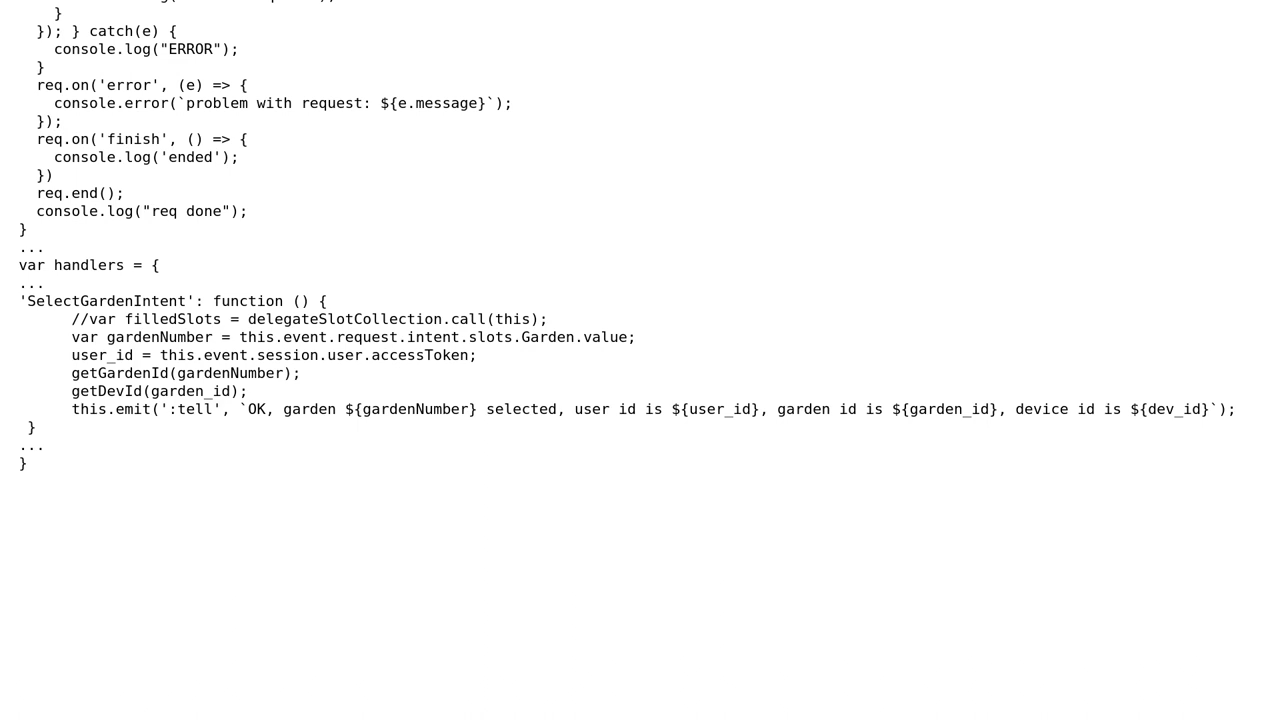 }
}); } catch(e) {
console.log("ERROR");
}
req.on('error', (e) => {
console.error(`problem with request: ${e.message}`);
});
req.on('finish', () => {
console.log('ended');
})
req.end();
console.log("req done");
}
...
var handlers = {
...
'SelectGardenIntent': function () {
//var filledSlots = delegateSlotCollection.call(this);
var gardenNumber = this.event.request.intent.slots.Garden.value;
user_id = this.event.session.user.accessToken;
getGardenId(gardenNumber);
getDevId(garden_id);
this.emit(':tell', `OK, garden ${gardenNumber} selected, user id is ${user_id}, garden id is ${garden_id}, device id is ${dev_id}`);
}
...
}